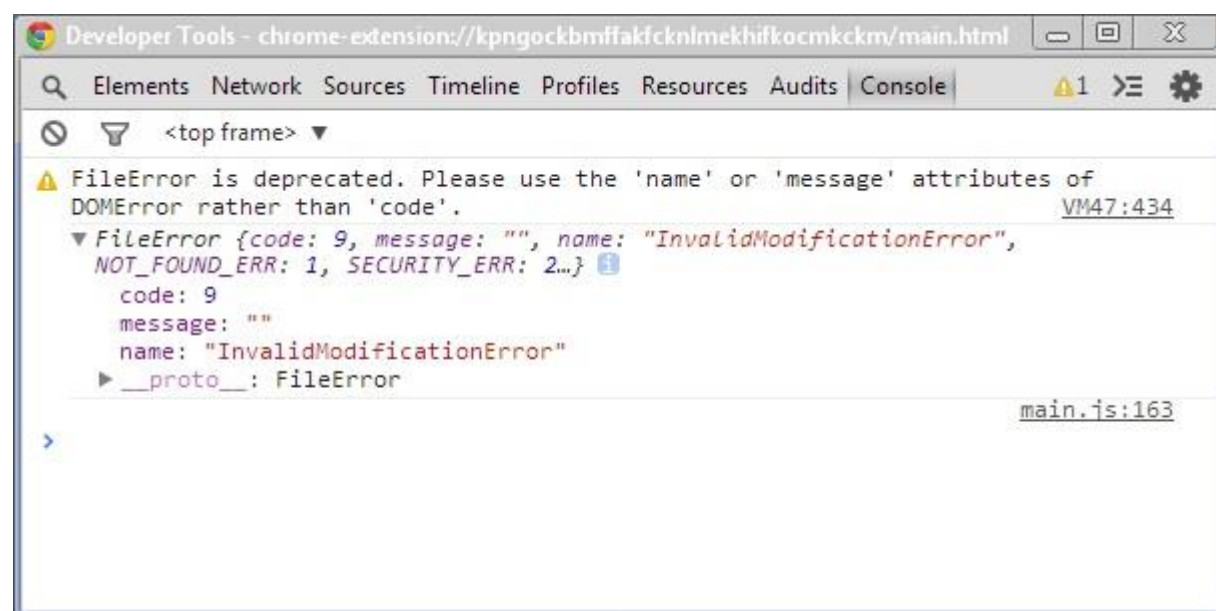 Developer Tools - chrome-extension://kpngockbmffakfcknlmekhifkocmkckm/main.html
Elements Network Sources Timeline Profiles Resources Audits Console 1
<top frame> ▼
FileError is deprecated. Please use the 'name' or 'message' attributes of
DOMError rather than 'code'. VM47:434
▼ FileError {code: 9, message: "", name: "InvalidModificationError",
NOT_FOUND_ERR: 1, SECURITY_ERR: 2…}
code: 9
message: ""
name: "InvalidModificationError"
▶ __proto__: FileError
main.js:163
>